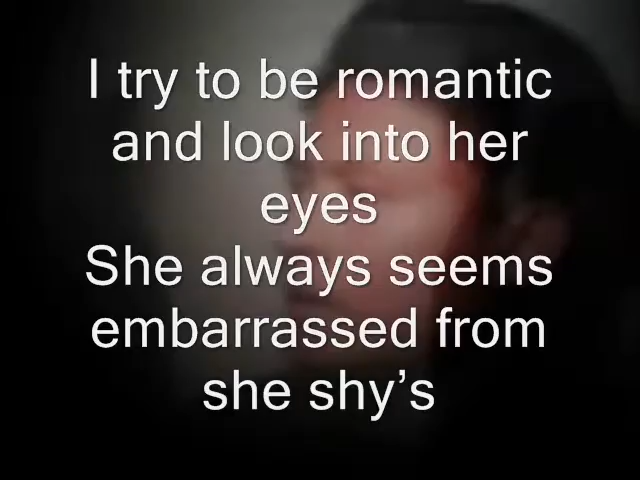 I try to be romantic
and look into her
eyes
She always seems
embarrassed from
she shy’s